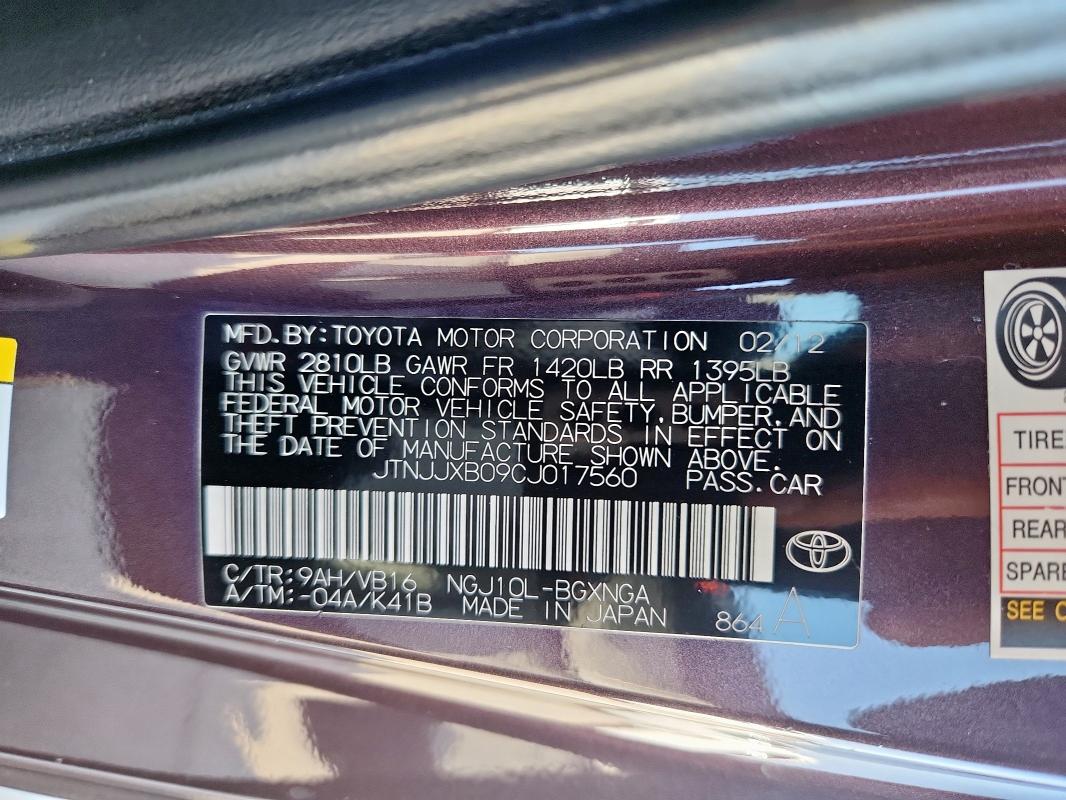 MFD. BY: TOYOTA MOTOR CORPORATION 02/12
GVWR 2810LB GAWR FR 1420LB RR 1395LB
THIS VEHICLE CONFORMS TO ALL APPLICABLE
FEDERAL MOTOR VEHICLE SAFETY, BUMPER, AND
THEFT PREVENTION STANDARDS IN EFFECT ON
THE DATE OF MANUFACTURE SHOWN ABOVE.
JTNJJXB09CJ017560 PASS. CAR
C/TR: 9AH/VB16 NGJ10L-BGXNGA
A/TM: -04A/K41B MADE IN JAPAN 864 A
TIRE
FRONT
REAR
SPARE
SEE